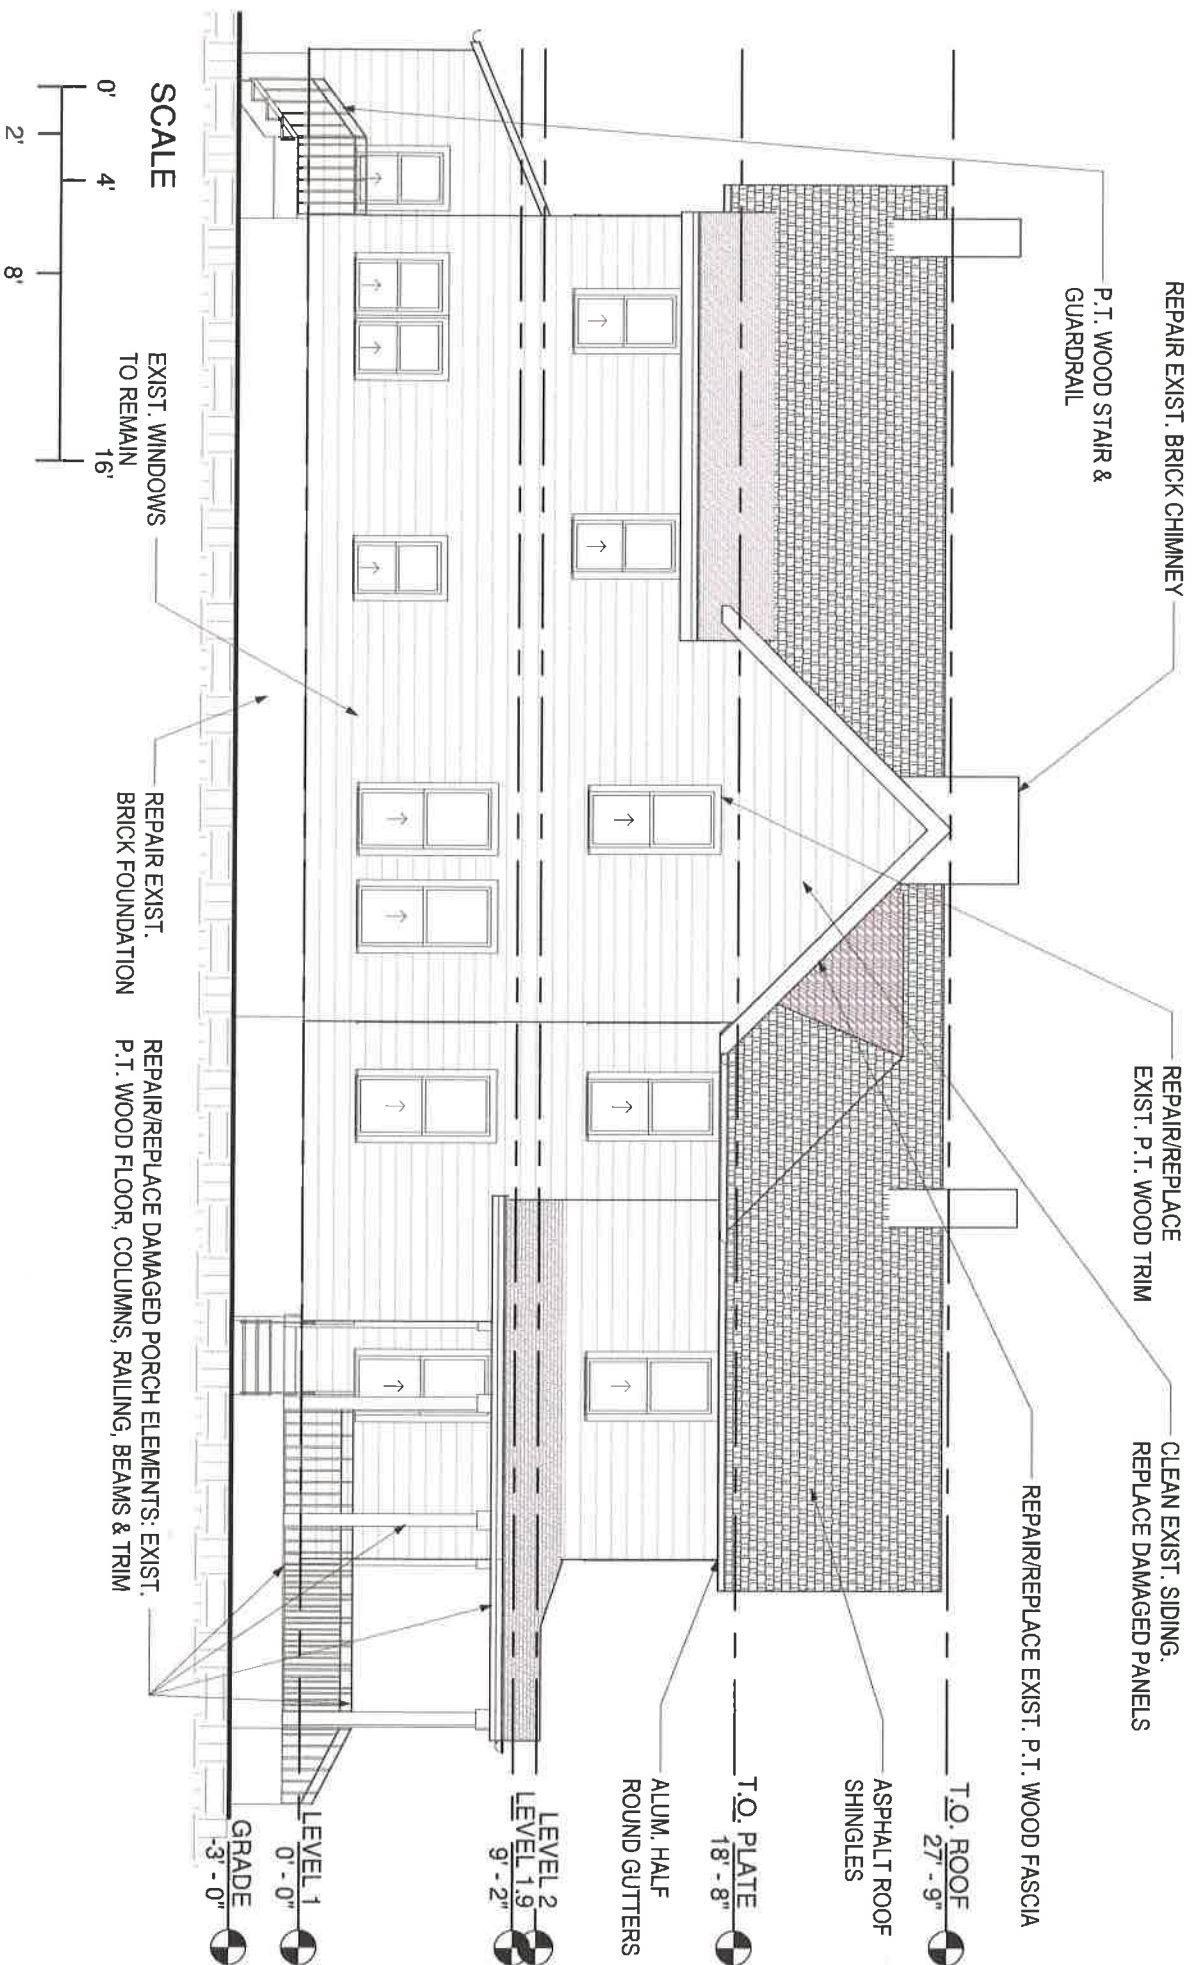 REPAIR EXIST. BRICK CHIMNEY
P.T. WOOD STAIR &
GUARDRAIL
REPAIR/REPLACE
EXIST. P.T. WOOD TRIM
CLEAN EXIST. SIDING.
REPLACE DAMAGED PANELS
REPAIR/REPLACE EXIST. P.T. WOOD FASCIA
ASPHALT ROOF
SHINGLES
ALUM. HALF
ROUND GUTTERS
T.O. ROOF
27' - 9"
T.O. PLATE
18' - 8"
LEVEL 2
LEVEL 1.9
9' - 2"
LEVEL 1
0' - 0"
GRADE
-3' - 0"
SCALE
0'
2'
4'
8'
16'
EXIST. WINDOWS
TO REMAIN
REPAIR EXIST.
BRICK FOUNDATION
REPAIR/REPLACE DAMAGED PORCH ELEMENTS: EXIST.
P.T. WOOD FLOOR, COLUMNS, RAILING, BEAMS & TRIM